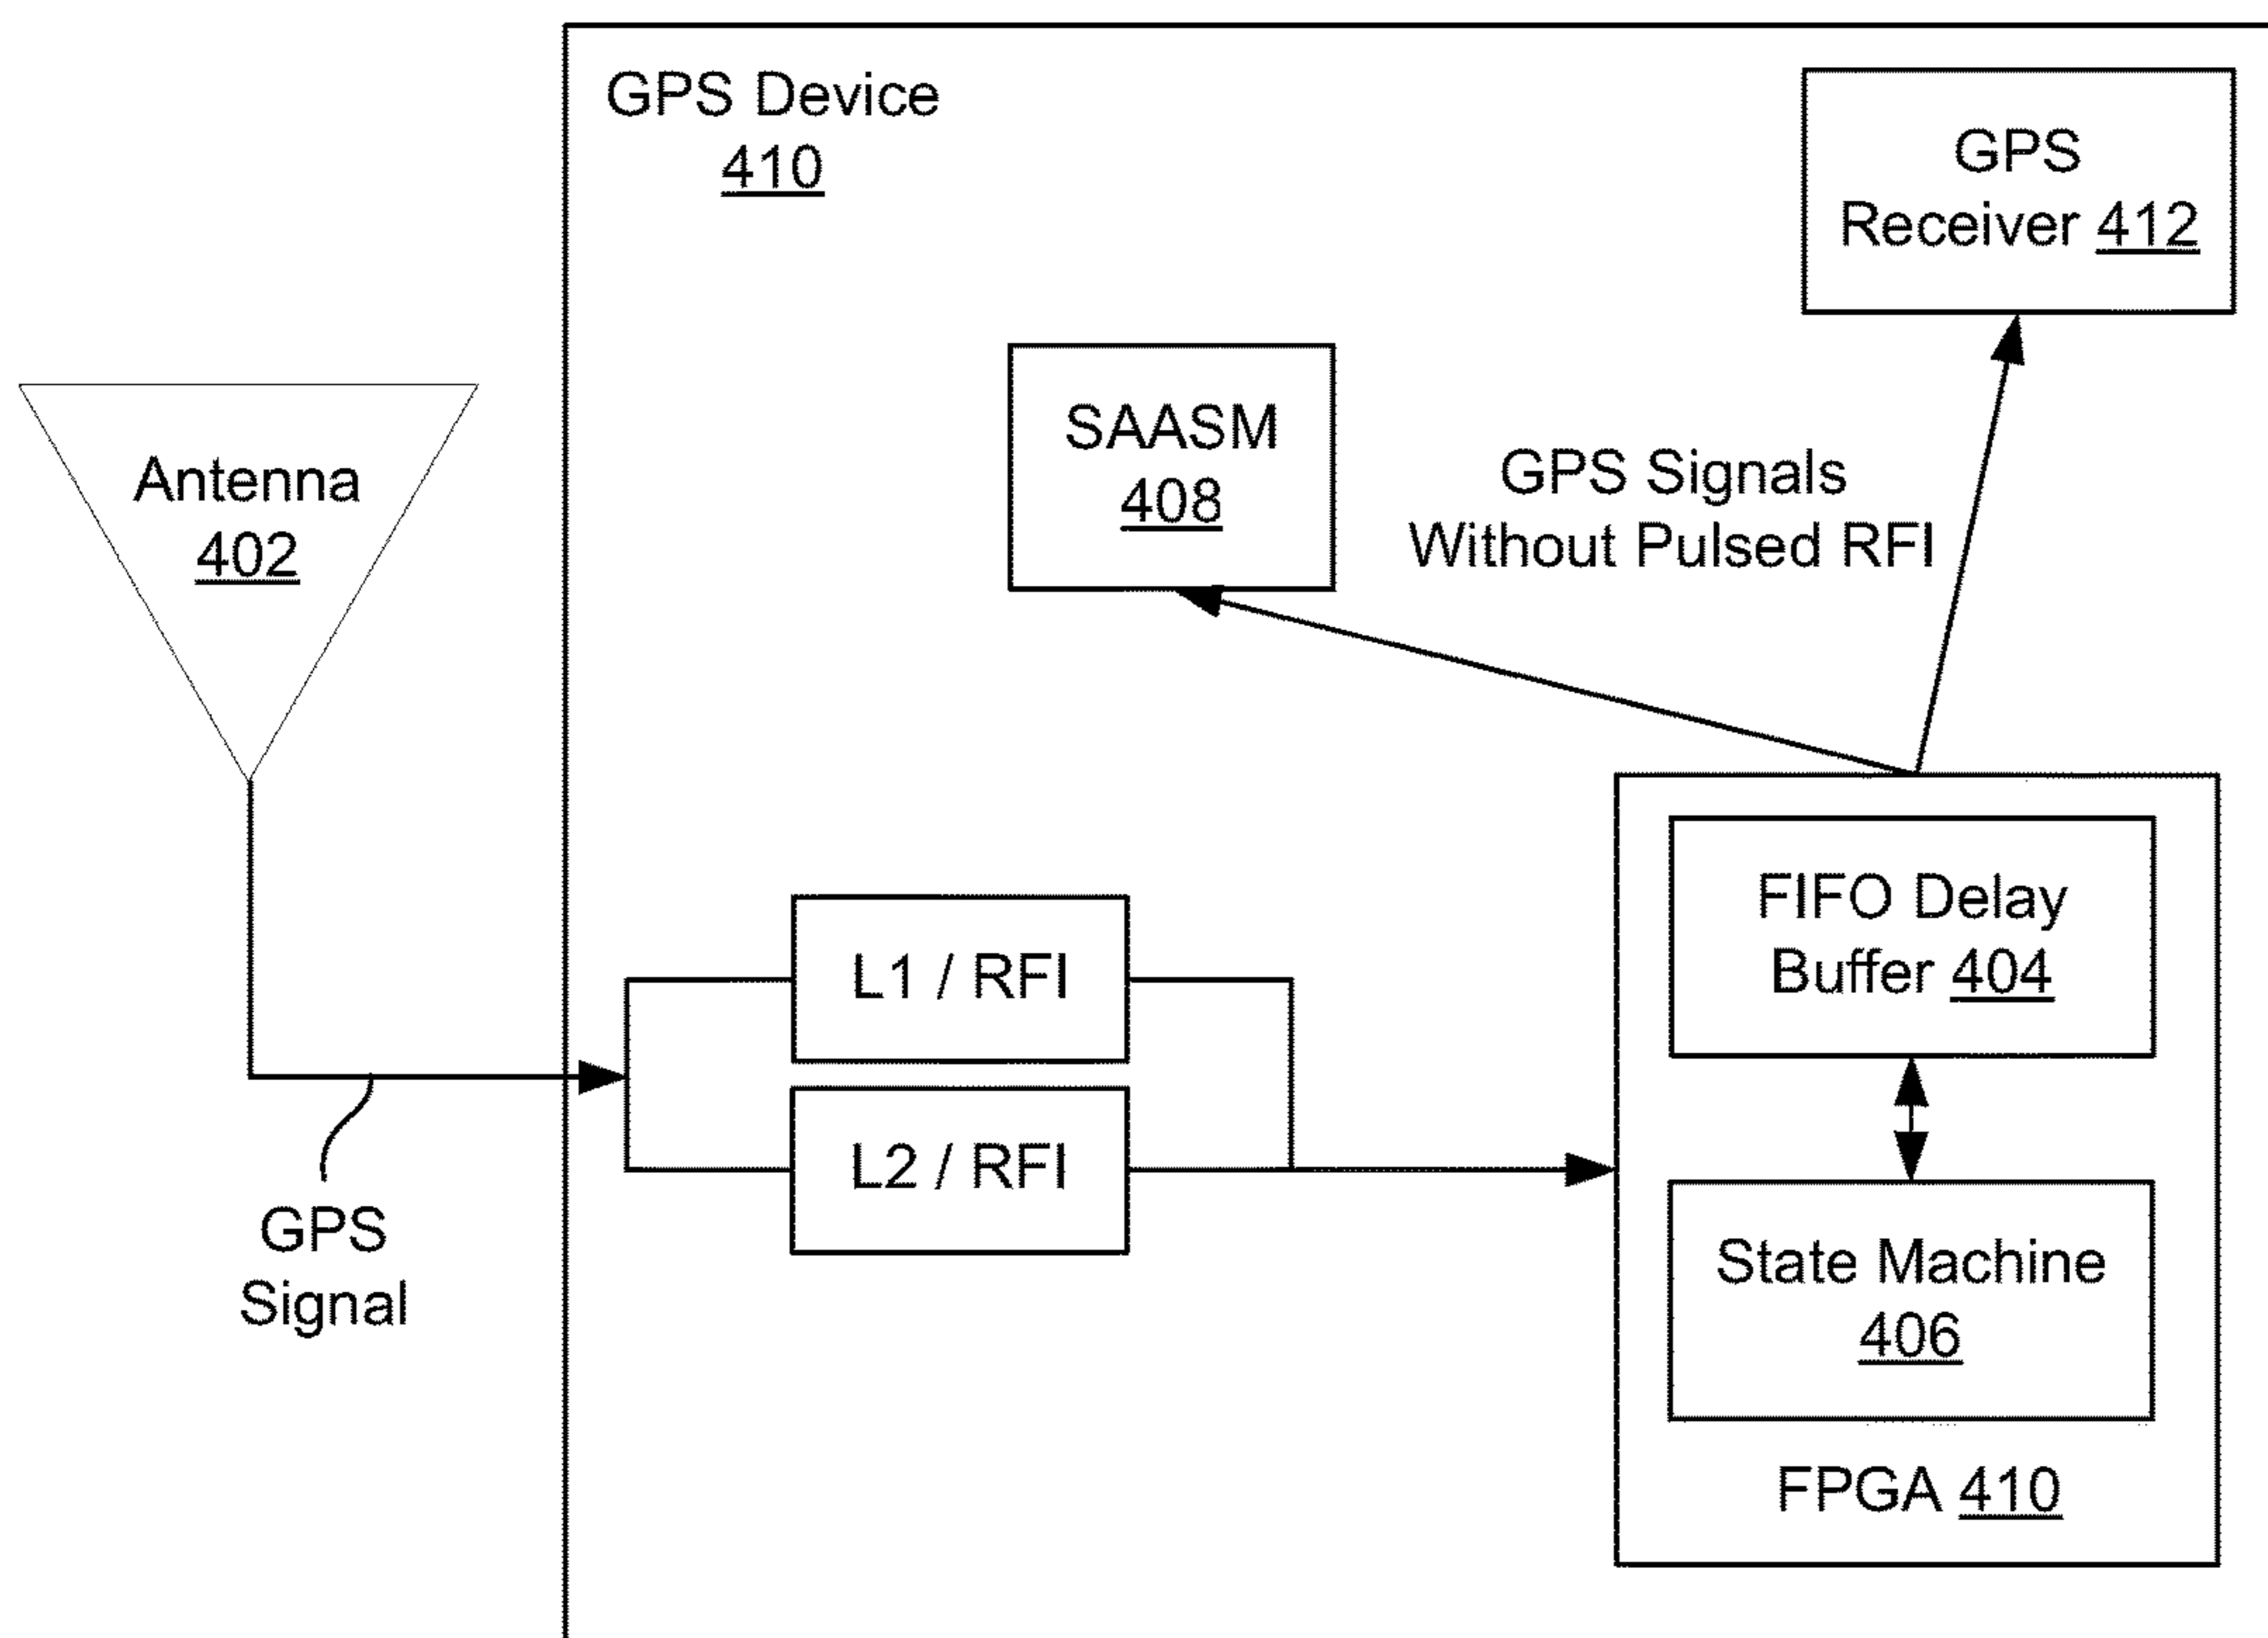 GPS Device
410
GPS
Receiver 412
SAASM
408
GPS Signals
Without Pulsed RFI
Antenna
402
FIFO Delay
Buffer 404
L1 / RFI
L2 / RFI
GPS
Signal
State Machine
406
FPGA 410